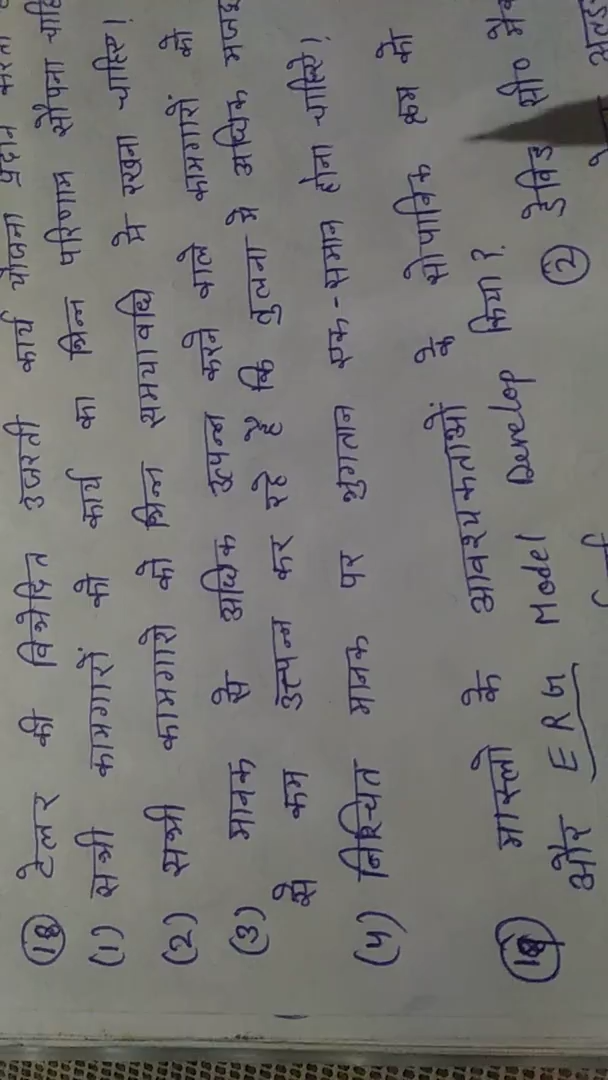 (18) टेलर की विभेदित उजरती कार्य योजना प्रदान करती
(1) सभी कामगारों को कार्य का भिन्न परिणाम सौंपना
(2) सभी कामगारो को भिन्न समयावधि मे रखना चाहिए।
(3) मानक से अधिक उत्पन्न करने वाले कामगारों को
से कम उत्पन्न कर रहे है कि तुलना मे अधिक
(4) निश्चित मानक पर भुगतान एक-समान होना चाहिए।
मास्लो के आवश्यकताओं के सोपानिक क्रम को
और ERG Model Develop किया?
(2) डेविड सी०